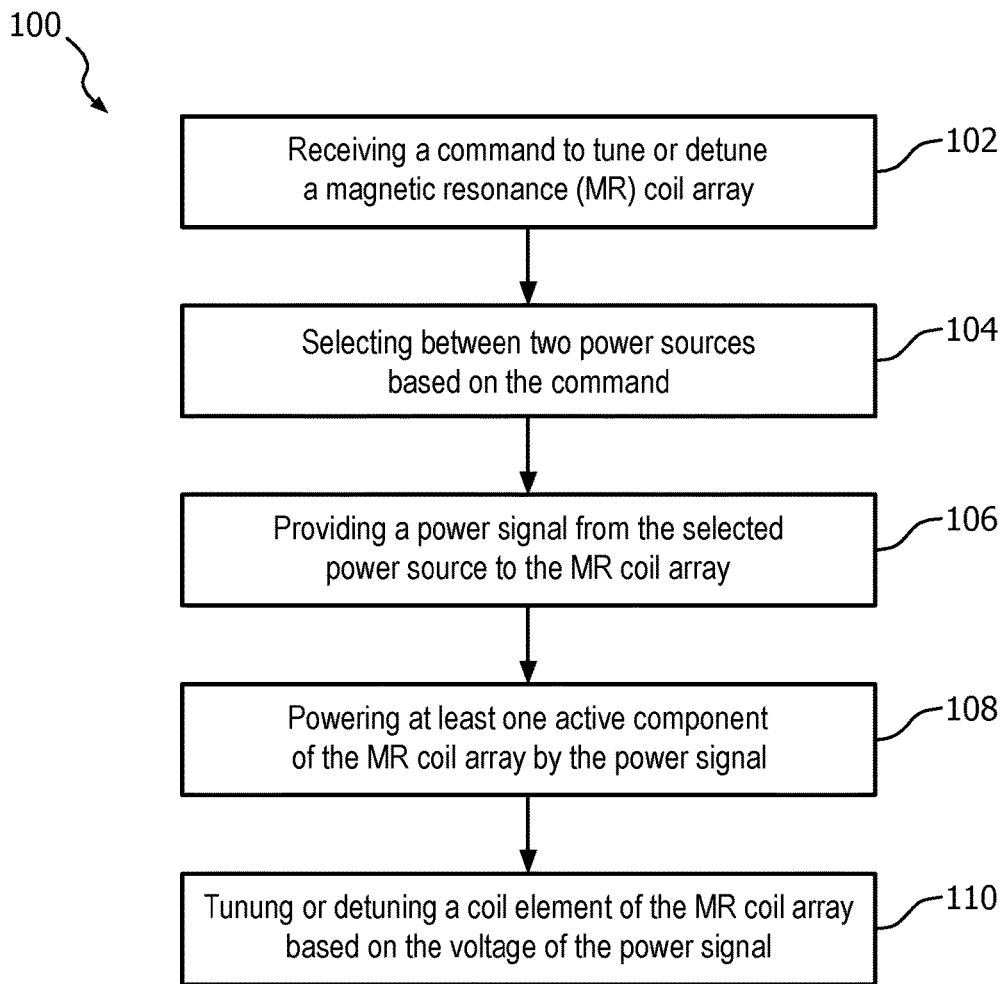 100
Receiving a command to tune or detune
a magnetic resonance (MR) coil array
102
Selecting between two power sources
based on the command
104
Providing a power signal from the selected
power source to the MR coil array
106
Powering at least one active component
of the MR coil array by the power signal
108
Tunung or detuning a coil element of the MR coil array
based on the voltage of the power signal
110